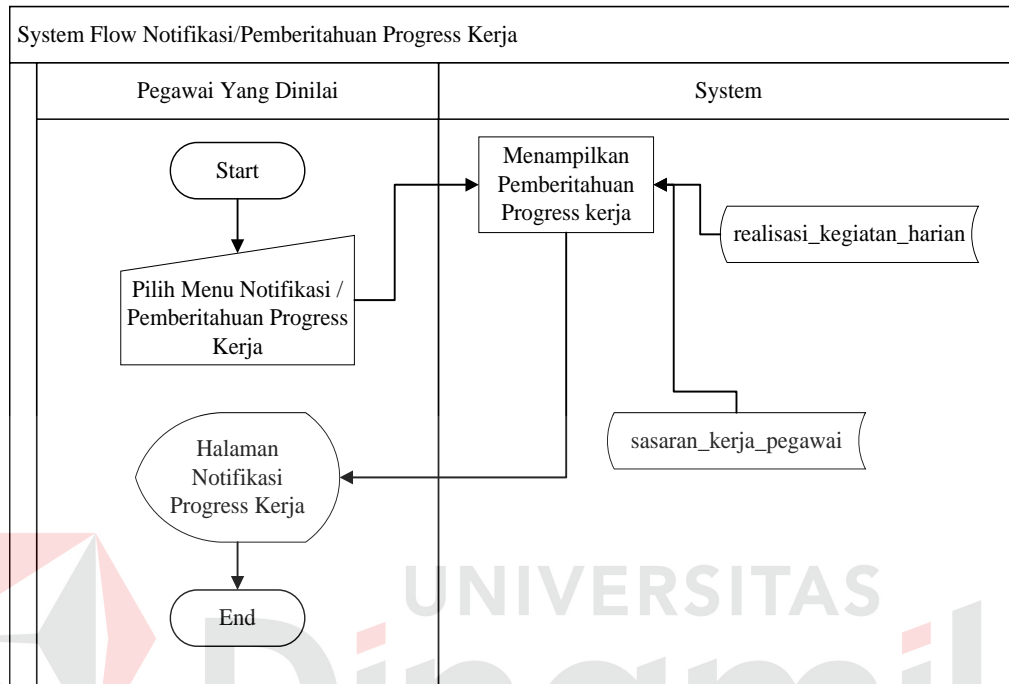 System Flow Notifikasi/Pemberitahuan Progress Kerja
Pegawai Yang Dinilai
System
Start
Menampilkan
Pemberitahuan
Progress kerja
realisasi_kegiatan_harian
Pilih Menu Notifikasi /
Pemberitahuan Progress
Kerja
sasaran_kerja_pegawai
Halaman
Notifikasi
Progress Kerja
End
UNIVERSITAS